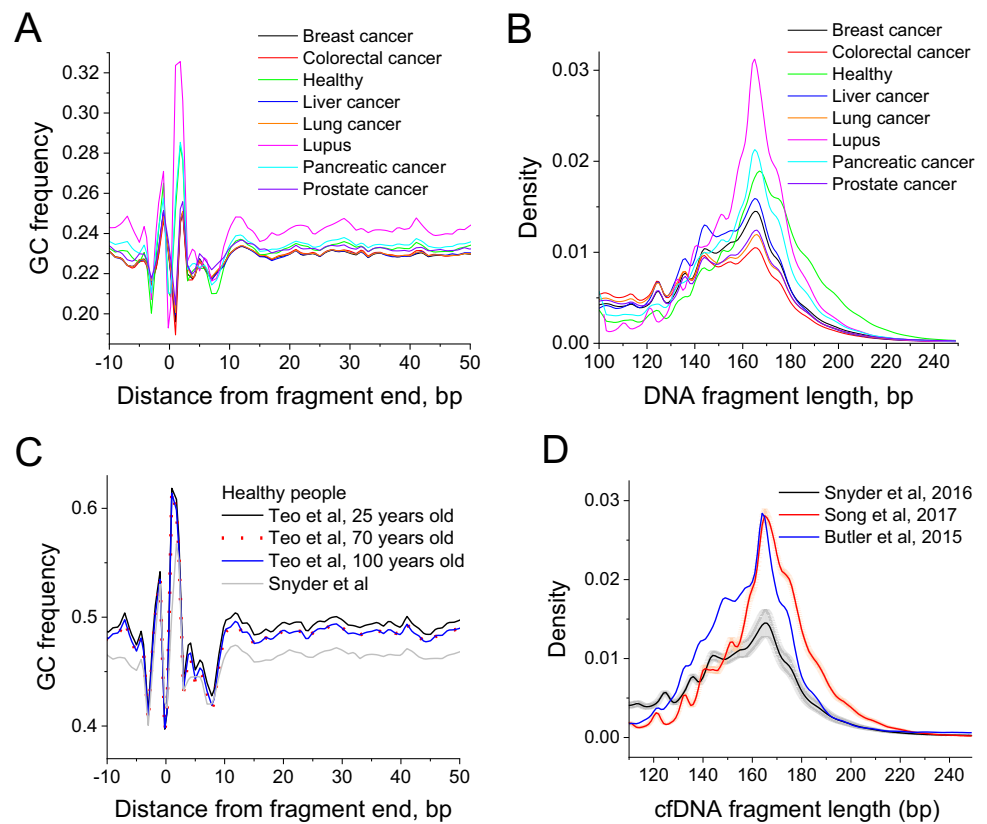 A
Breast cancer
Colorectal cancer
Healthy
Liver cancer
Lung cancer
Lupus
Pancreatic cancer
Prostate cancer
0.32
0.30
0.28
0.26
0.24
0.22
0.20
GC frequency
-10 0 10 20 30 40 50
Distance from fragment end, bp
B
Breast cancer
Colorectal cancer
Healthy
Liver cancer
Lung cancer
Lupus
Pancreatic cancer
Prostate cancer
0.03
0.02
0.01
0.00
Density
100 120 140 160 180 200 220 240
DNA fragment length, bp
C
Healthy people
Teo et al, 25 years old
Teo et al, 70 years old
Teo et al, 100 years old
Snyder et al
0.6
0.5
0.4
GC frequency
-10 0 10 20 30 40 50
Distance from fragment end, bp
D
Snyder et al, 2016
Song et al, 2017
Butler et al, 2015
0.03
0.02
0.01
0.00
Density
120 140 160 180 200 220 240
cfDNA fragment length (bp)